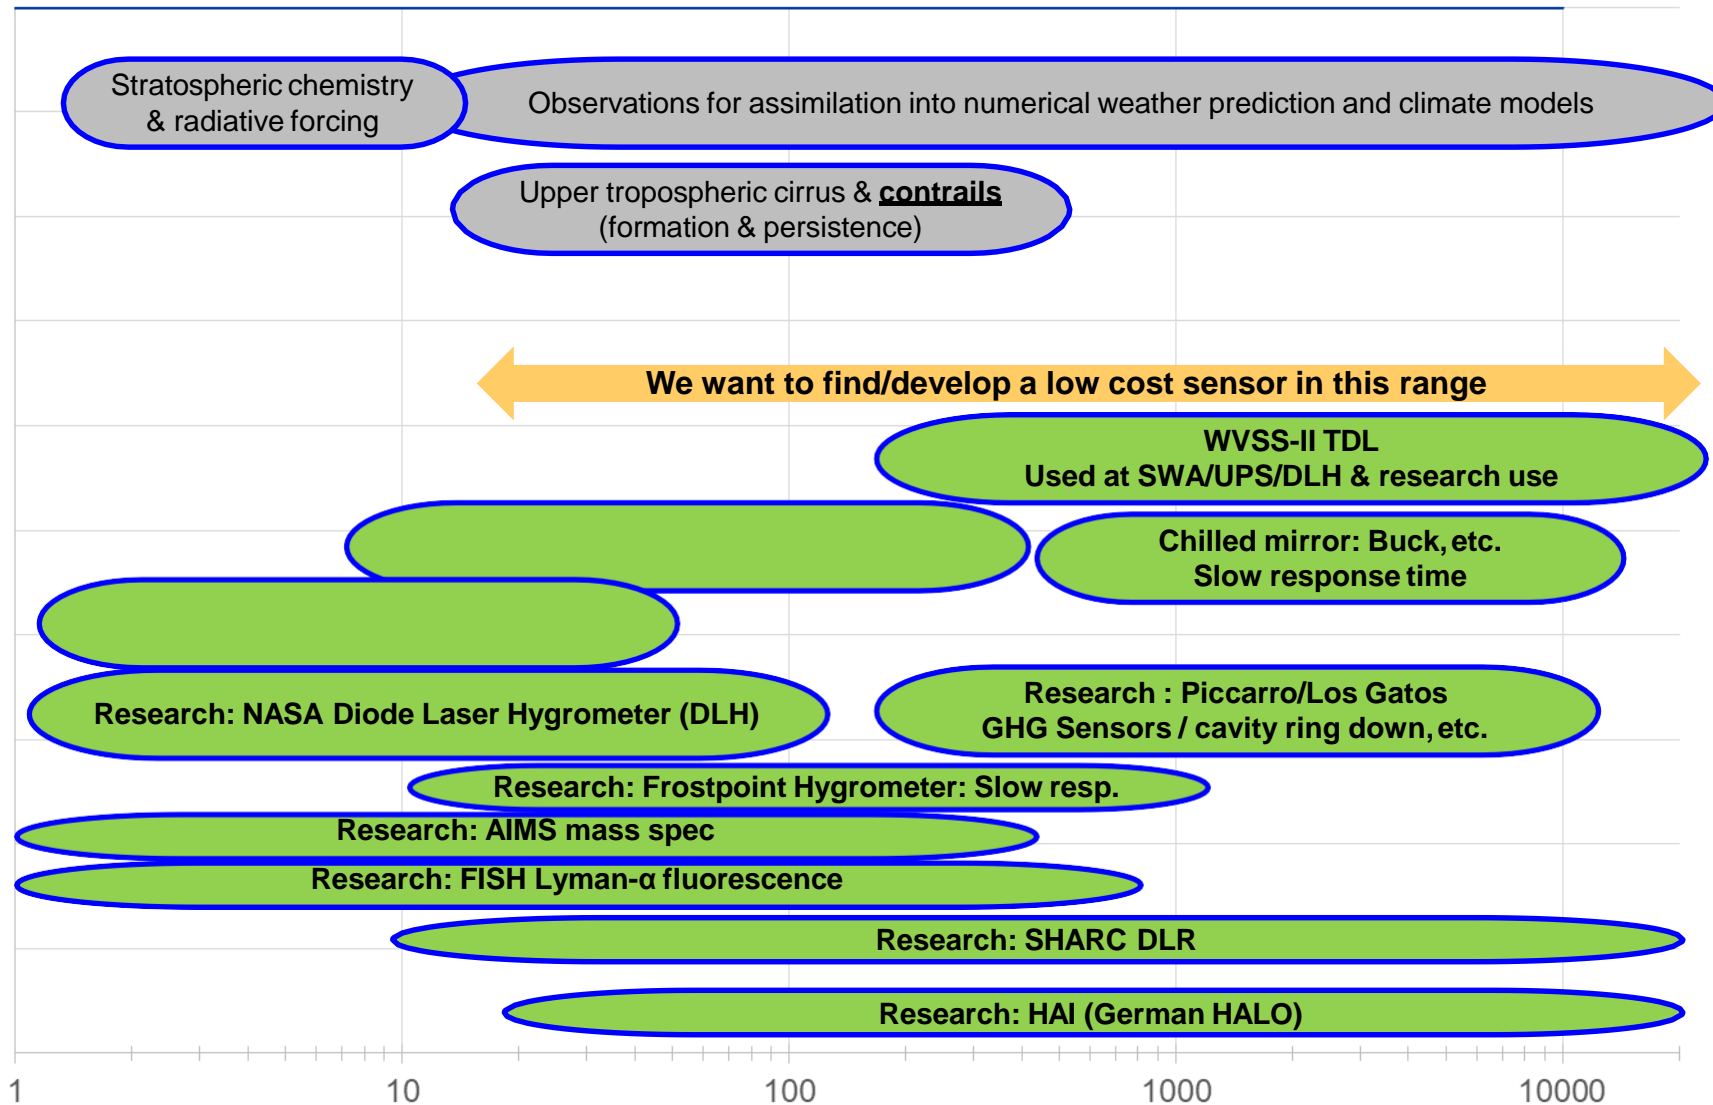 Stratospheric chemistry
& radiative forcing
Observations for assimilation into numerical weather prediction and climate models
Upper tropospheric cirrus & contrails
(formation & persistence)
We want to find/develop a low cost sensor in this range
WVSS-II TDL
Used at SWA/UPS/DLH & research use
Chilled mirror: Buck, etc.
Slow response time
Research: NASA Diode Laser Hygrometer (DLH)
Research : Piccarro/Los Gatos
GHG Sensors / cavity ring down, etc.
Research: Frostpoint Hygrometer: Slow resp.
Research: AIMS mass spec
Research: FISH Lyman-α fluorescence
Research: SHARC DLR
Research: HAI (German HALO)
1 10 100 1000 10000